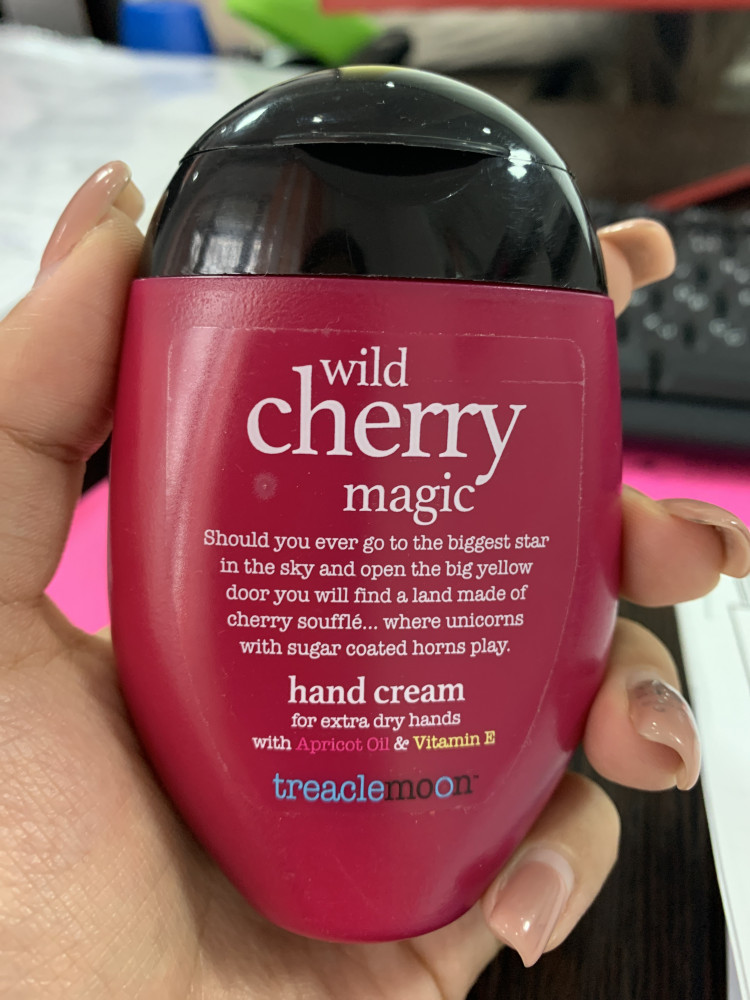 wild
cherry
magic
Should you ever go to the biggest star
in the sky and open the big yellow
door you will find a land made of
cherry soufflé... where unicorns
with sugar coated horns play.
hand cream
for extra dry hands
with Apricot Oil & Vitamin E
treaclemoon™